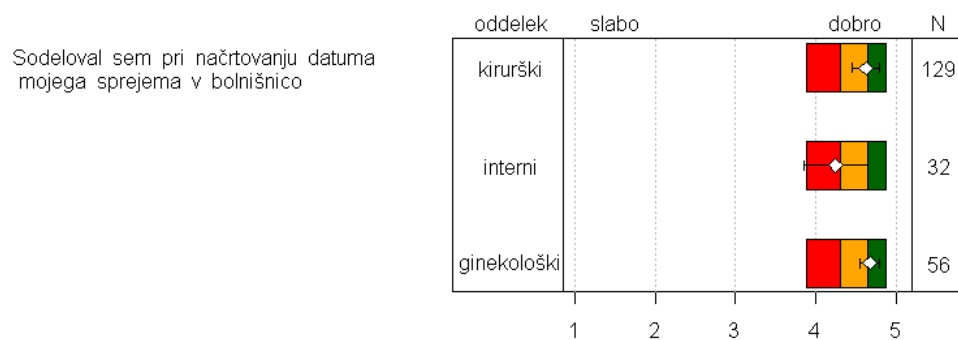 oddelek slabo dobro N
Sodeloval sem pri načrtovanju datuma
mojega sprejema v bolnišnico
kirurški 129
interni 32
ginekološki 56
1 2 3 4 5